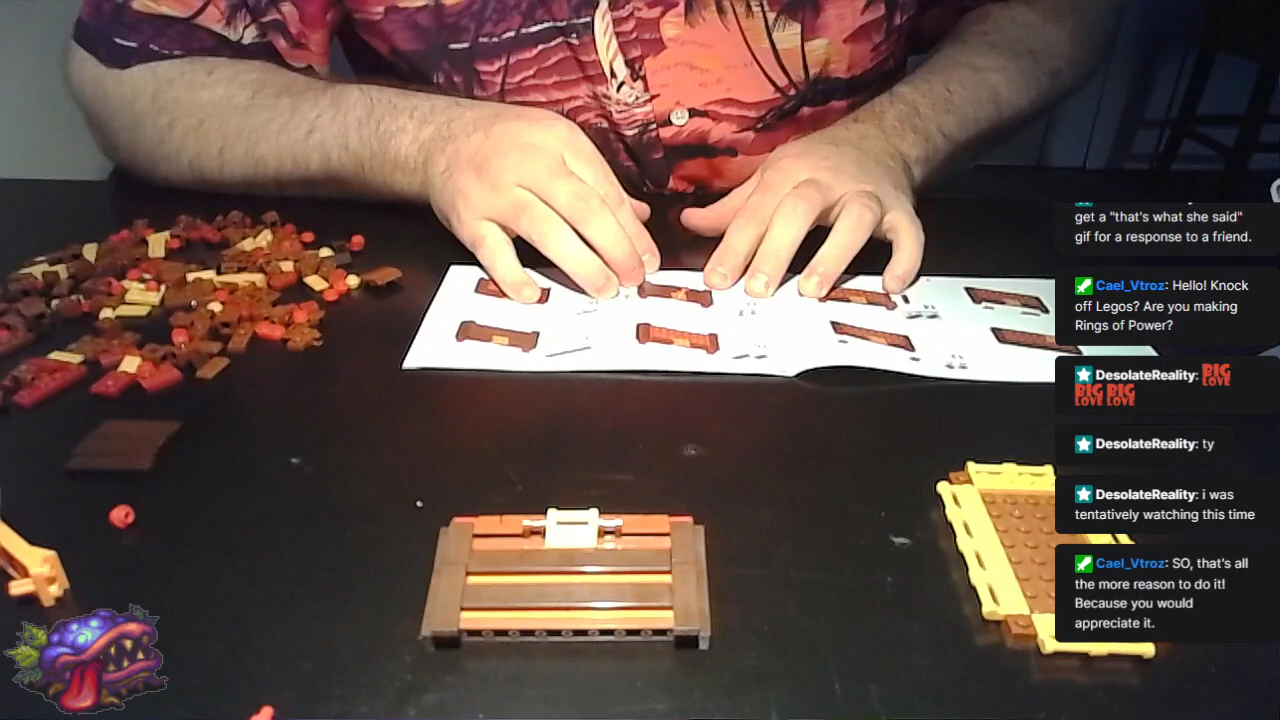 get a "that's what she said"
gif for a response to a friend.
Cael_Vtroz: Hello! Knock
off Legos? Are you making
Rings of Power?
DesolateReality: BIG LOVE
BIG LOVE BIG LOVE
DesolateReality: ty
DesolateReality: i was
tentatively watching this time
Cael_Vtroz: SO, that's all
the more reason to do it!
Because you would
appreciate it.